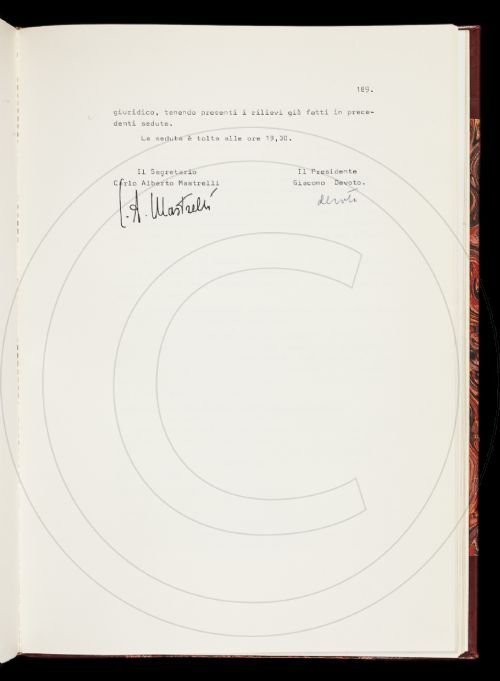 189.
giuridico, tenendo presenti i rilievi già fatti in prece-
denti sedute.
La seduta è tolta alle ore 19,30.
Il Segretario Il Presidente
Carlo Alberto Mastrelli Giacomo Devoto.
C. A. Mastrelli Devoto